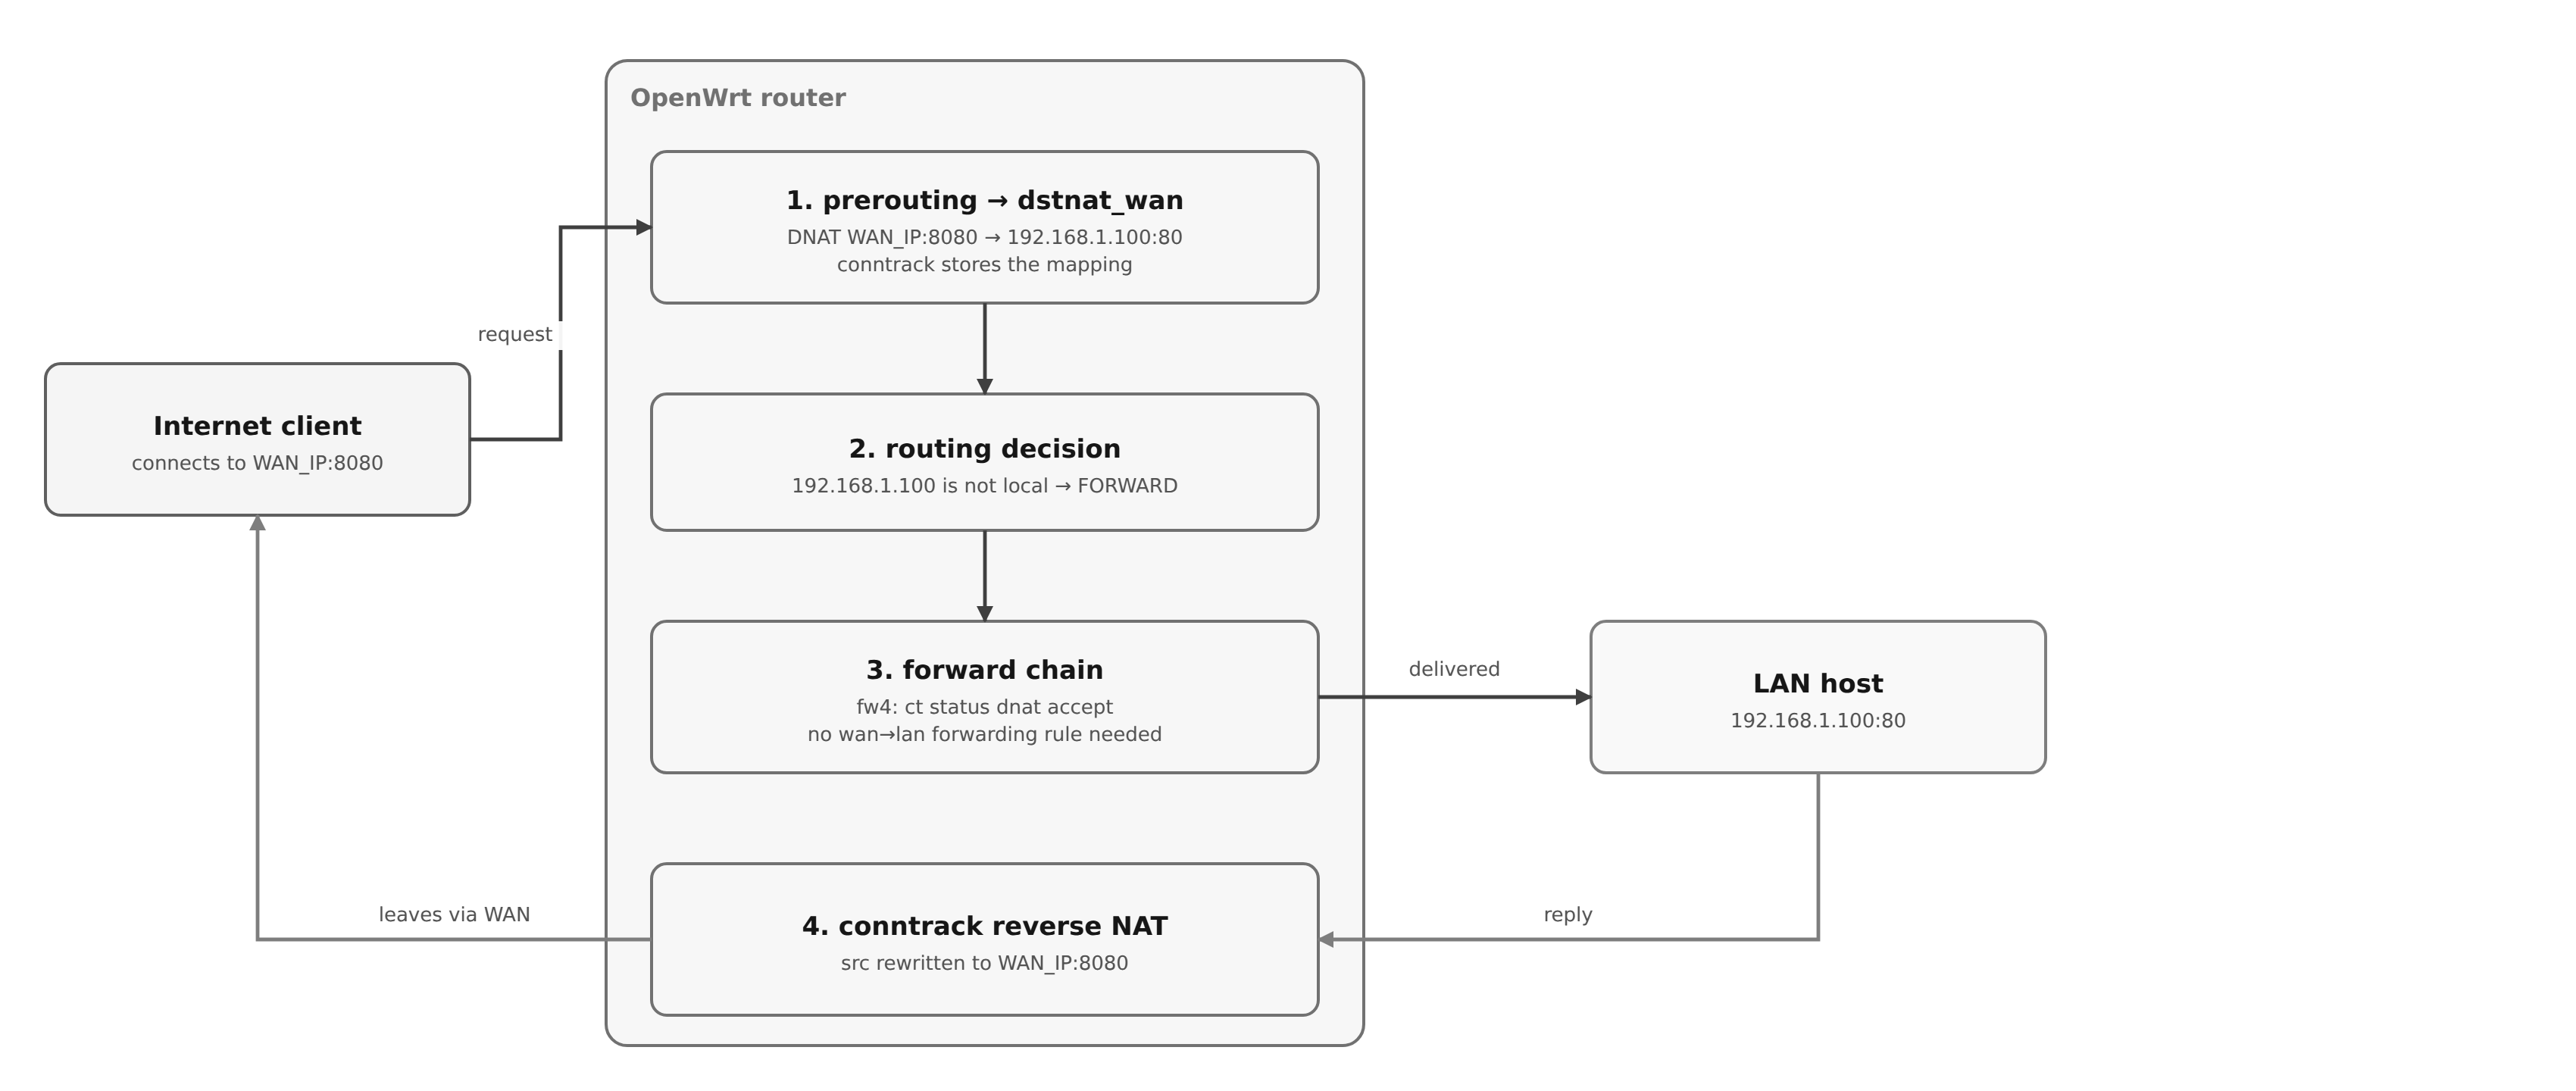 OpenWrt router
1. prerouting → dstnat_wan
DNAT WAN_IP:8080 → 192.168.1.100:80
conntrack stores the mapping
request
Internet client
connects to WAN_IP:8080
2. routing decision
192.168.1.100 is not local → FORWARD
3. forward chain
fw4: ct status dnat accept
no wan→lan forwarding rule needed
delivered
LAN host
192.168.1.100:80
reply
4. conntrack reverse NAT
src rewritten to WAN_IP:8080
leaves via WAN